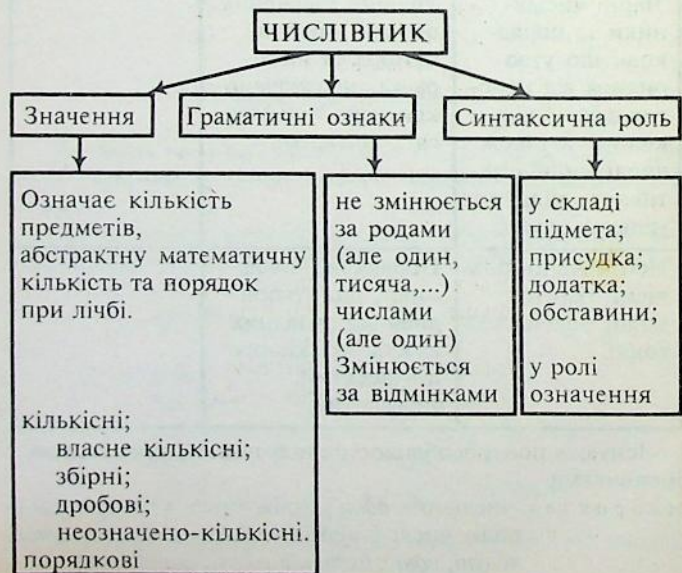 ЧИСЛІВНИК
Значення
Граматичні ознаки
Синтаксична роль
Означає кількість
предметів,
абстрактну математичну
кількість та порядок
при лічбі.
кількісні;
власне кількісні;
збірні;
дробові;
неозначено-кількісні.
порядкові
не змінюється
за родами
(але один,
тисяча,...)
числами
(але один)
Змінюється
за відмінками
у складі
підмета;
присудка;
додатка;
обставини;
у ролі
означення